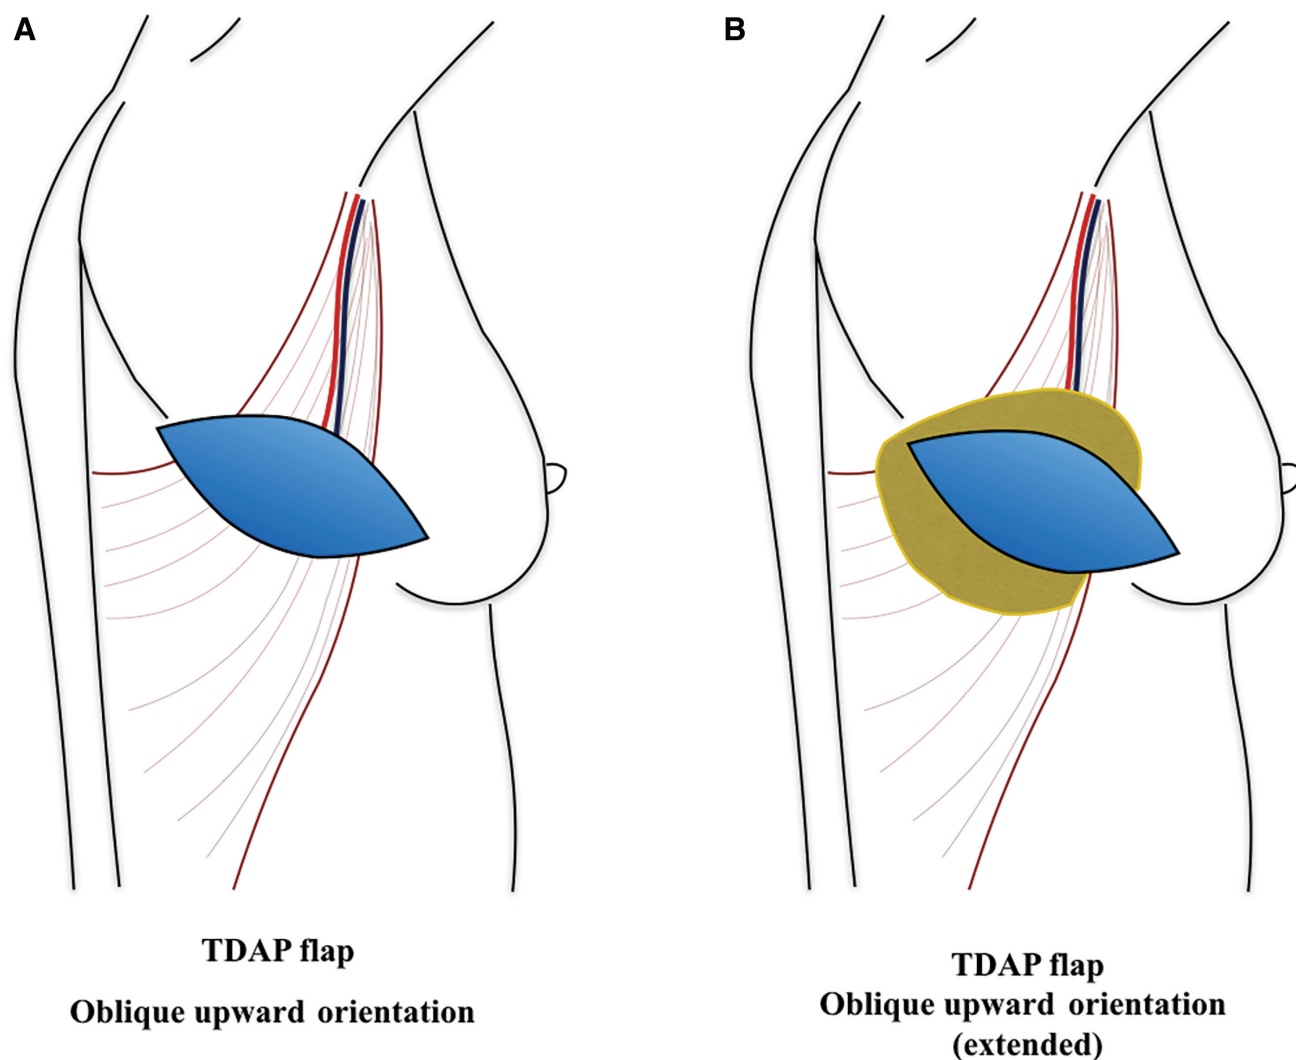 A
B
TDAP flap
Oblique upward orientation
TDAP flap
Oblique upward orientation
(extended)